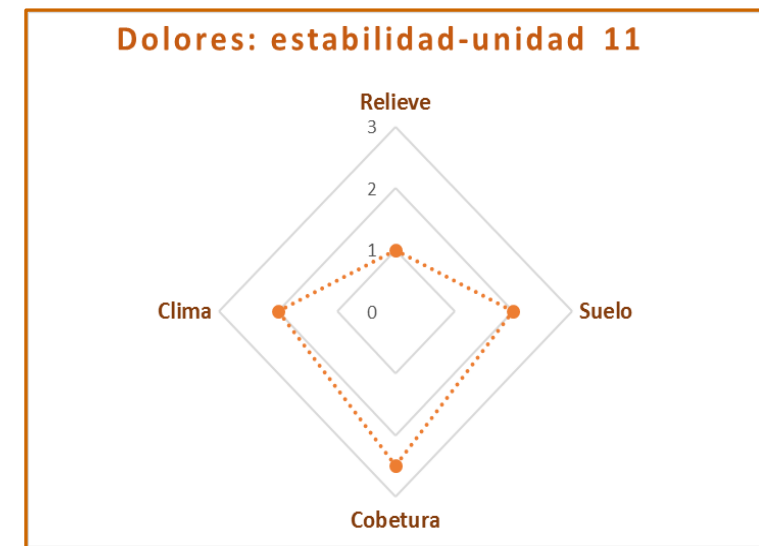 Dolores: estabilidad-unidad 11
Relieve
3
2
1
Clima
0
Suelo
Cobetura